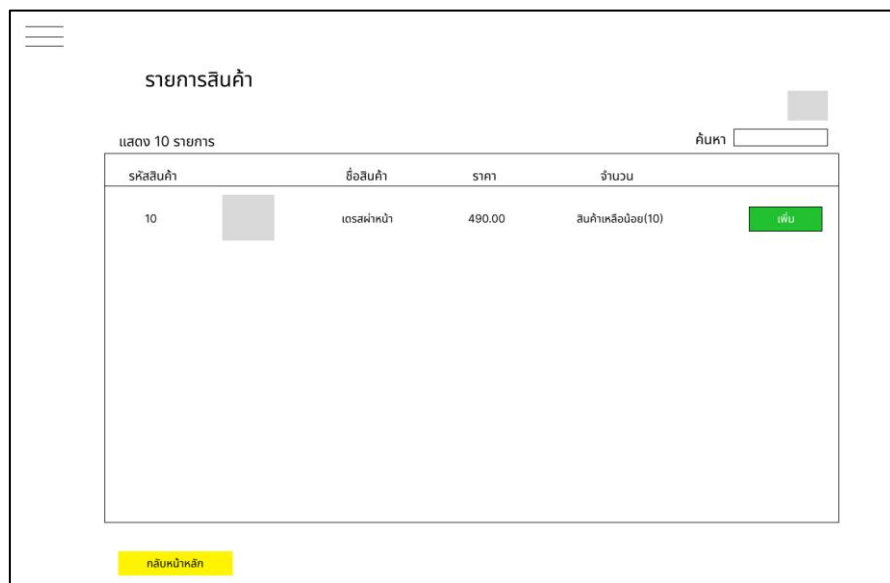 รายการสินค้า
แสดง 10 รายการ
ค้นหา
รหัสสินค้า ชื่อสินค้า ราคา จำนวน
10 เดรสผ่าหน้า 490.00 สินค้าเหลือน้อย(10) เพิ่ม
กลับหน้าหลัก